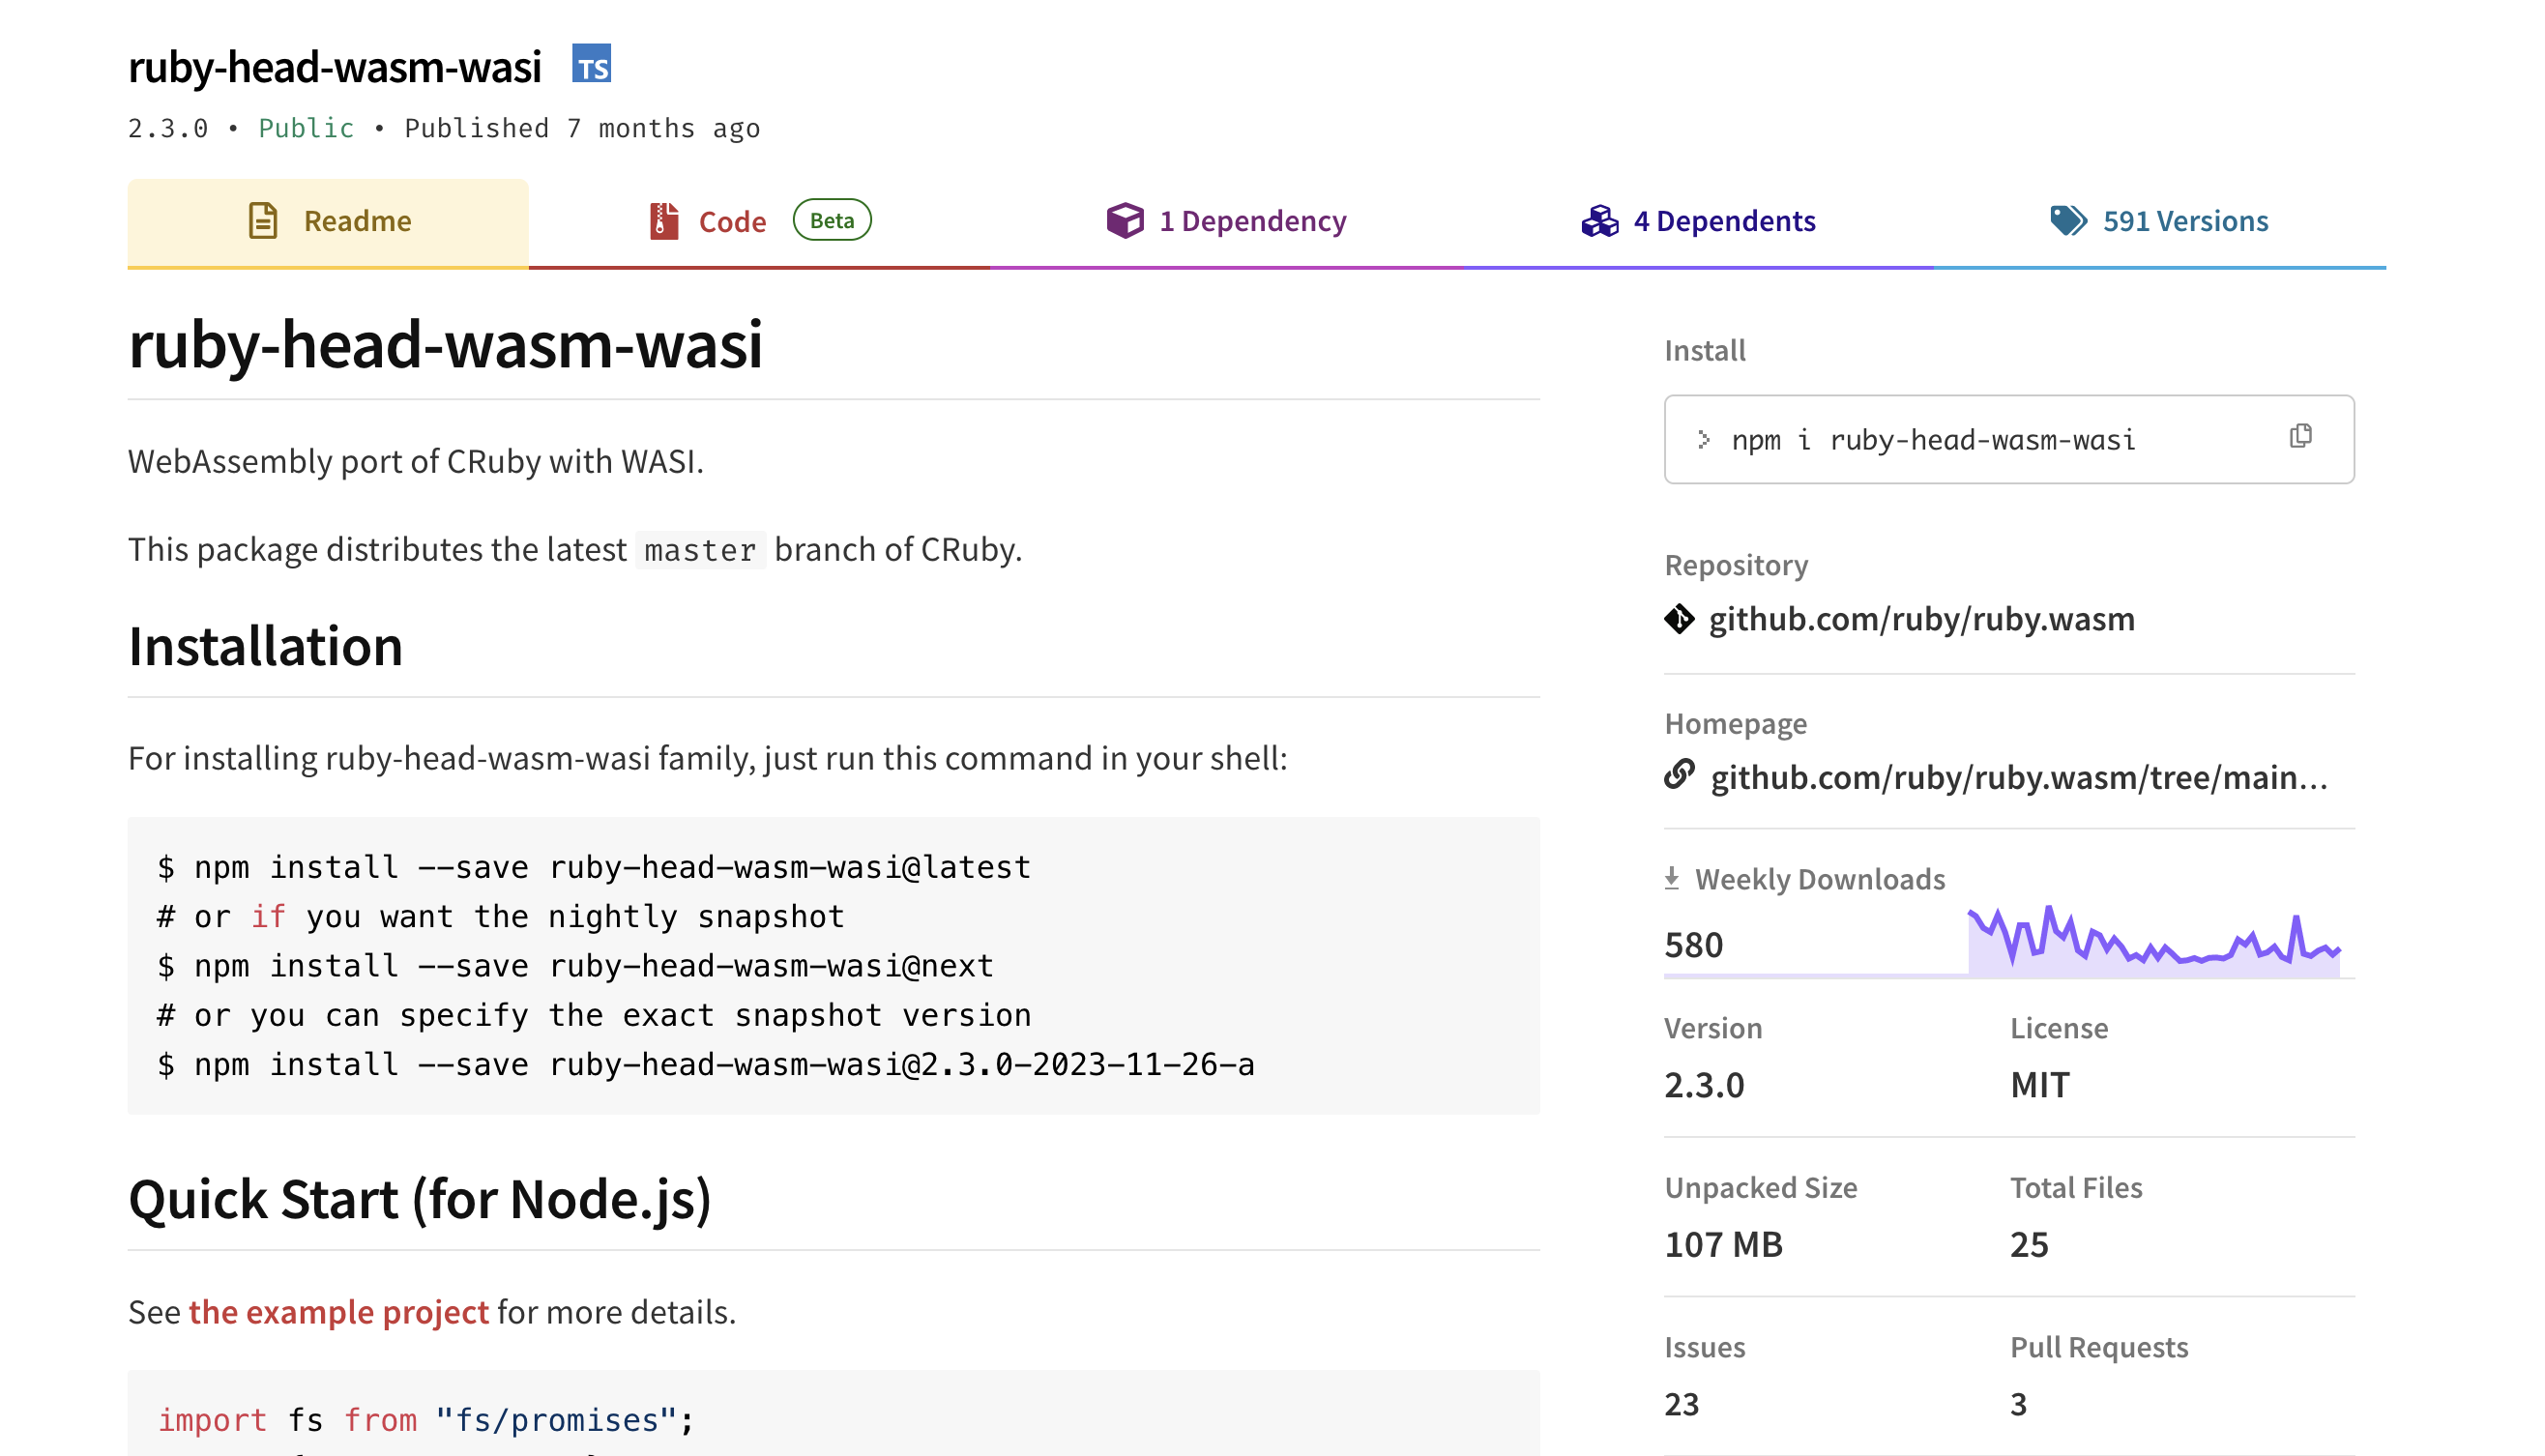 ruby-head-wasm-wasi TS
2.3.0 • Public • Published 7 months ago
Readme
Code Beta
1 Dependency
4 Dependents
591 Versions
ruby-head-wasm-wasi
WebAssembly port of CRuby with WASI.
This package distributes the latest master branch of CRuby.
Installation
For installing ruby-head-wasm-wasi family, just run this command in your shell:
$ npm install --save ruby-head-wasm-wasi@latest
# or if you want the nightly snapshot
$ npm install --save ruby-head-wasm-wasi@next
# or you can specify the exact snapshot version
$ npm install --save ruby-head-wasm-wasi@2.3.0-2023-11-26-a
Quick Start (for Node.js)
See the example project for more details.
import fs from "fs/promises";
Install
> npm i ruby-head-wasm-wasi
Repository
github.com/ruby/ruby.wasm
Homepage
github.com/ruby/ruby.wasm/tree/main...
Weekly Downloads
580
Version
2.3.0
License
MIT
Unpacked Size
107 MB
Total Files
25
Issues
23
Pull Requests
3